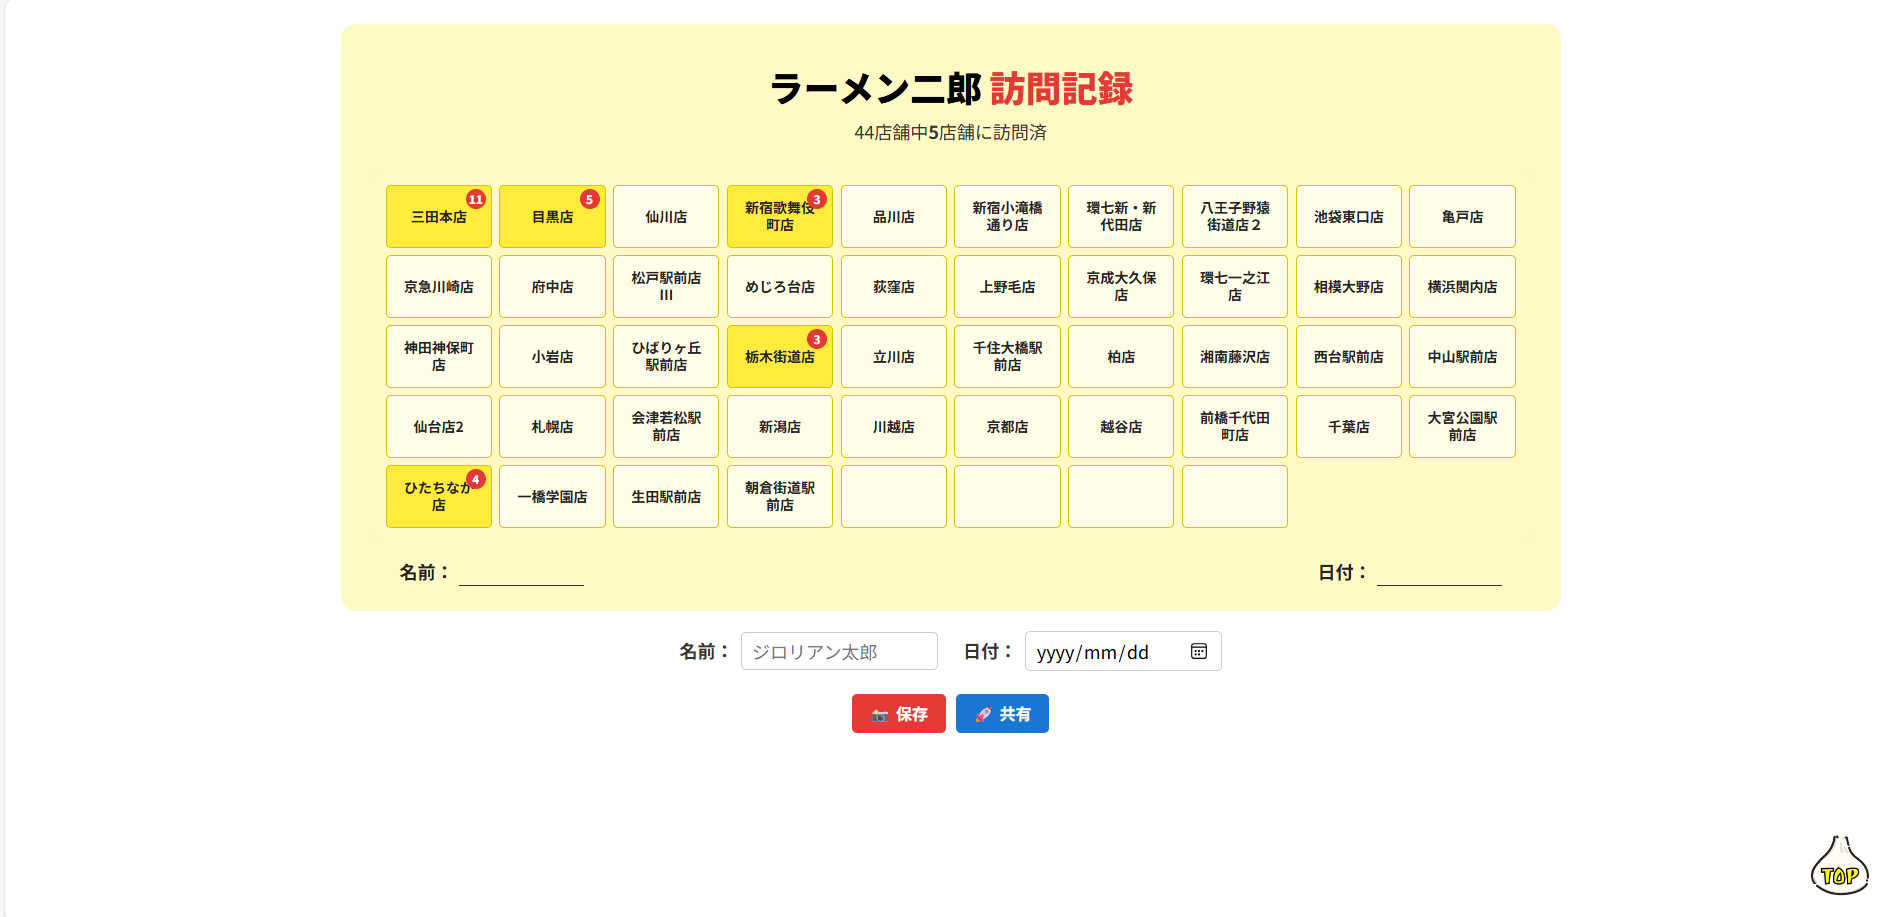 ラーメン二郎 訪問記録
44店舗中5店舗に訪問済
三田本店 11
目黒店 5
仙川店
新宿歌舞伎
町店 3
品川店
新宿小滝橋
通り店
環七新・新
代田店
八王子野猿
街道店２
池袋東口店
亀戸店
京急川崎店
府中店
松戸駅前店
III
めじろ台店
荻窪店
上野毛店
京成大久保
店
環七一之江
店
相模大野店
横浜関内店
神田神保町
店
小岩店
ひばりヶ丘
駅前店
栃木街道店 3
立川店
千住大橋駅
前店
柏店
湘南藤沢店
西台駅前店
中山駅前店
仙台店2
札幌店
会津若松駅
前店
新潟店
川越店
京都店
越谷店
前橋千代田
町店
千葉店
大宮公園駅
前店
ひたちなか
店 4
一橋学園店
生田駅前店
朝倉街道駅
前店
名前：
日付：
名前： ジロリアン太郎 日付： yyyy/mm/dd
保存 共有
TOP